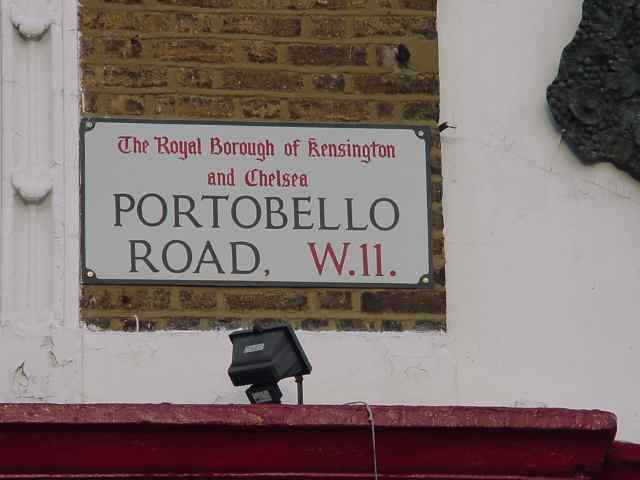 The Royal Borough of Kensington
and Chelsea
PORTOBELLO
ROAD, W.11.